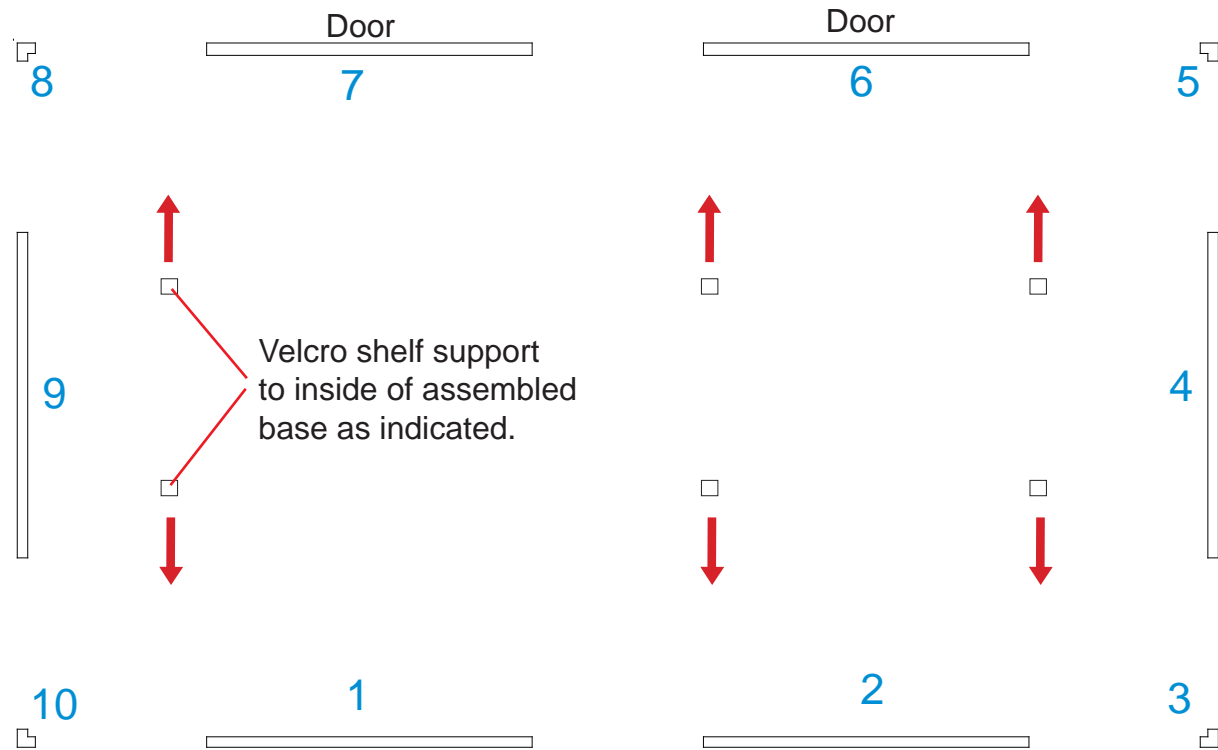 Door
Door
8
7
6
5
9
Velcro shelf support
to inside of assembled
base as indicated.
4
10
1
2
3